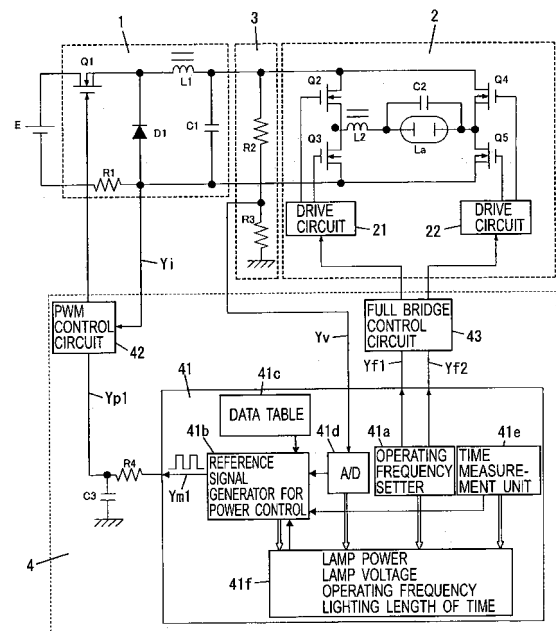 1
3
2
Q1
L1
E
D1
C1
R1
R2
R3
Q2
Q3
C2
L2
La
Q4
Q5
DRIVE
CIRCUIT
21
DRIVE
CIRCUIT
22
Yi
PWM
CONTROL
CIRCUIT
42
FULL BRIDGE
CONTROL
CIRCUIT
43
Yv
Yf1
Yf2
Yp1
41
41c
DATA TABLE
41b
41d
41a
41e
REFERENCE
SIGNAL
GENERATOR FOR
POWER CONTROL
A/D
OPERATING
FREQUENCY
SETTER
TIME
MEASURE-
MENT UNIT
R4
Ym1
C3
4
41f
LAMP POWER
LAMP VOLTAGE
OPERATING FREQUENCY
LIGHTING LENGTH OF TIME